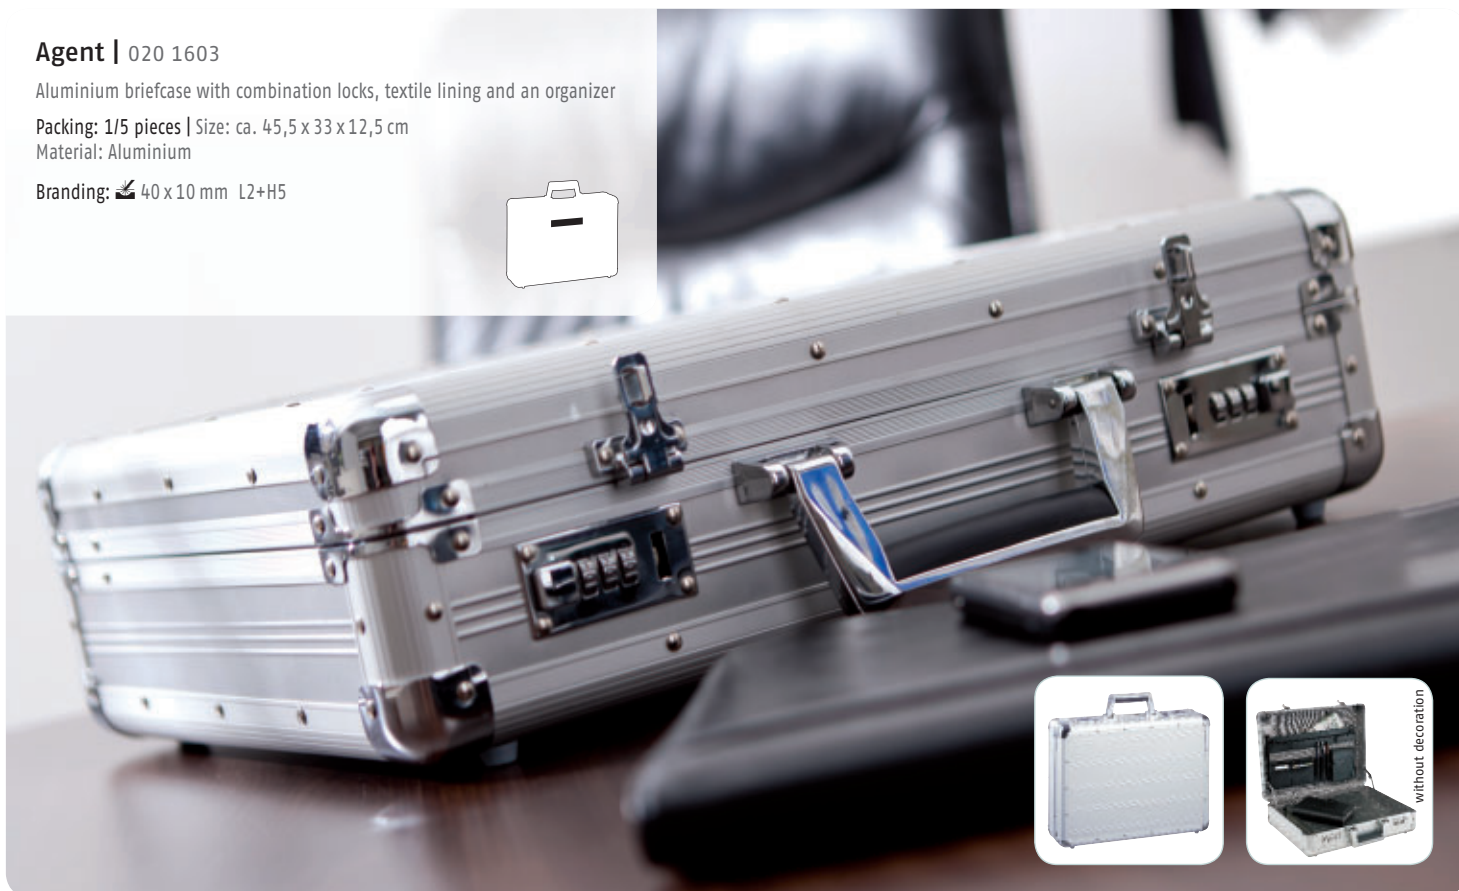 Agent | 020 1603
Aluminium briefcase with combination locks, textile lining and an organizer
Packing: 1/5 pieces | Size: ca. 45,5 x 33 x 12,5 cm
Material: Aluminium
Branding: 40 x 10 mm L2+H5
without decoration